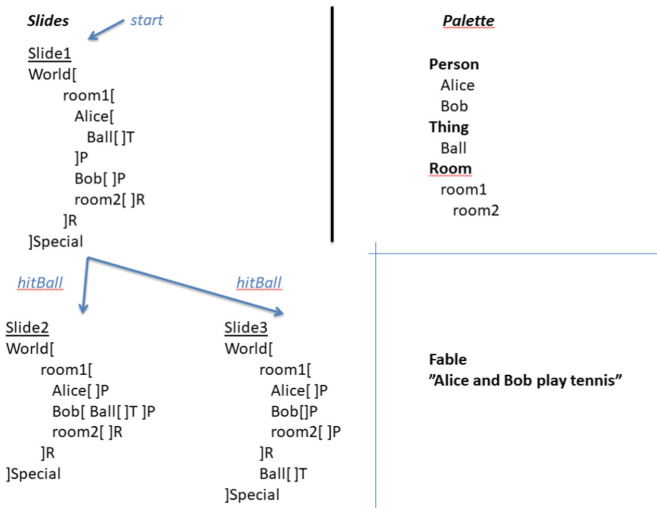 Slides
start
Slide1
World[
room1[
Alice[
Ball[ ]T
]P
Bob[ ]P
room2[ ]R
]R
]Special
hitBall
hitBall
Slide2
World[
room1[
Alice[ ]P
Bob[ Ball[ ]T ]P
room2[ ]R
]R
]Special
Slide3
World[
room1[
Alice[ ]P
Bob[]P
room2[ ]P
]R
Ball[ ]T
]Special
Palette
Person
Alice
Bob
Thing
Ball
Room
room1
room2
Fable
”Alice and Bob play tennis”